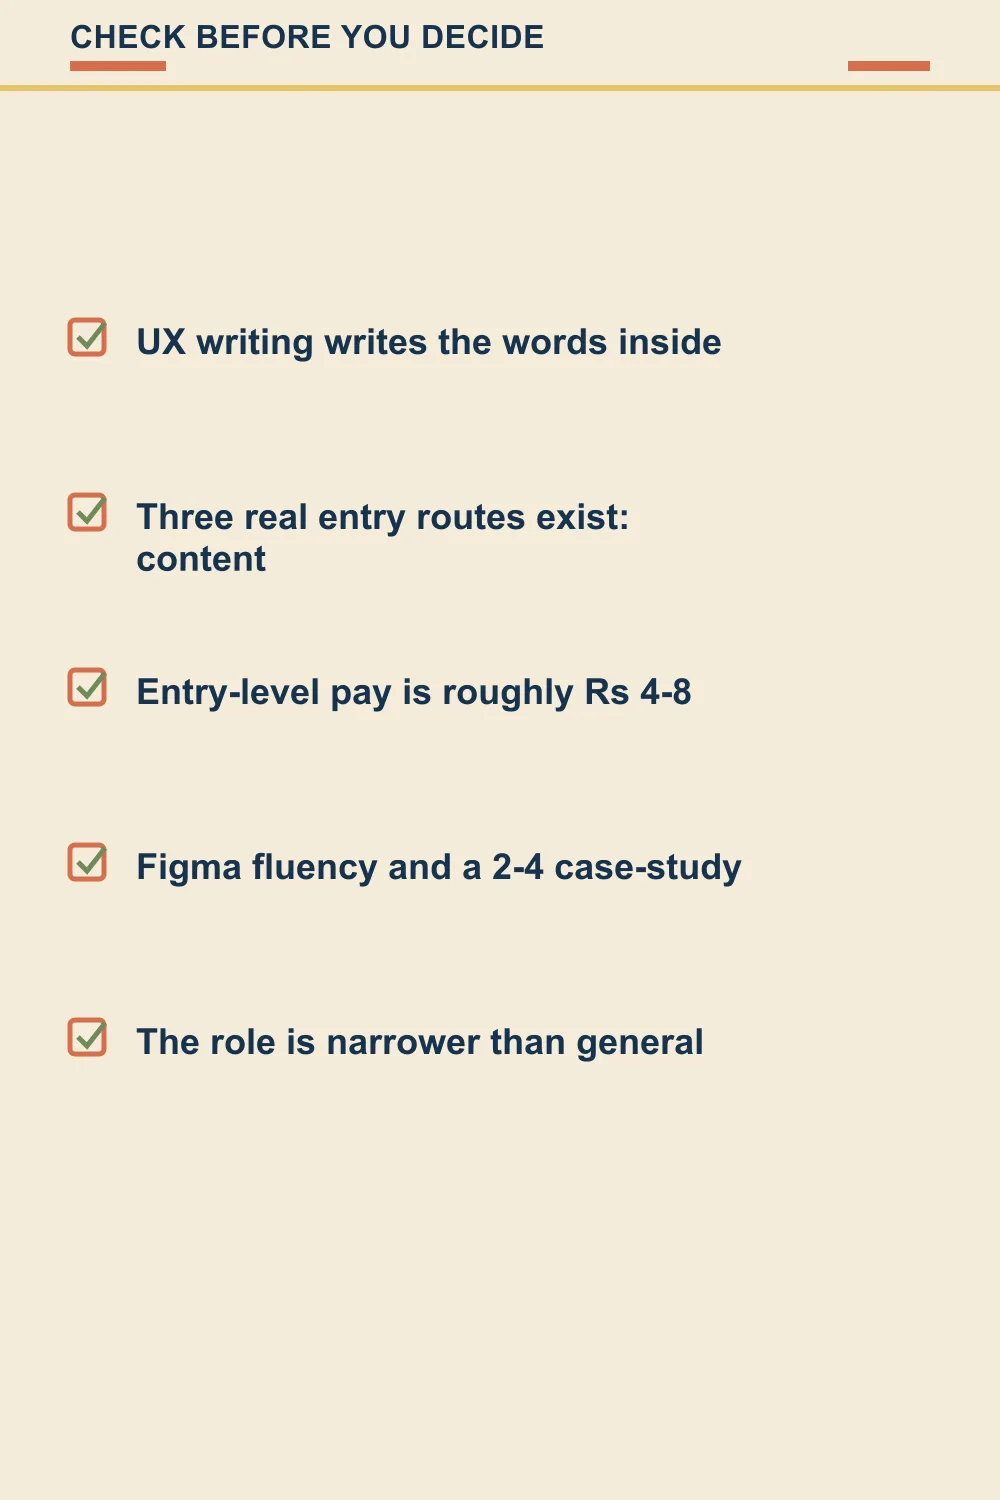 CHECK BEFORE YOU DECIDE
UX writing writes the words inside
Three real entry routes exist:
content
Entry-level pay is roughly Rs 4-8
Figma fluency and a 2-4 case-study
The role is narrower than general